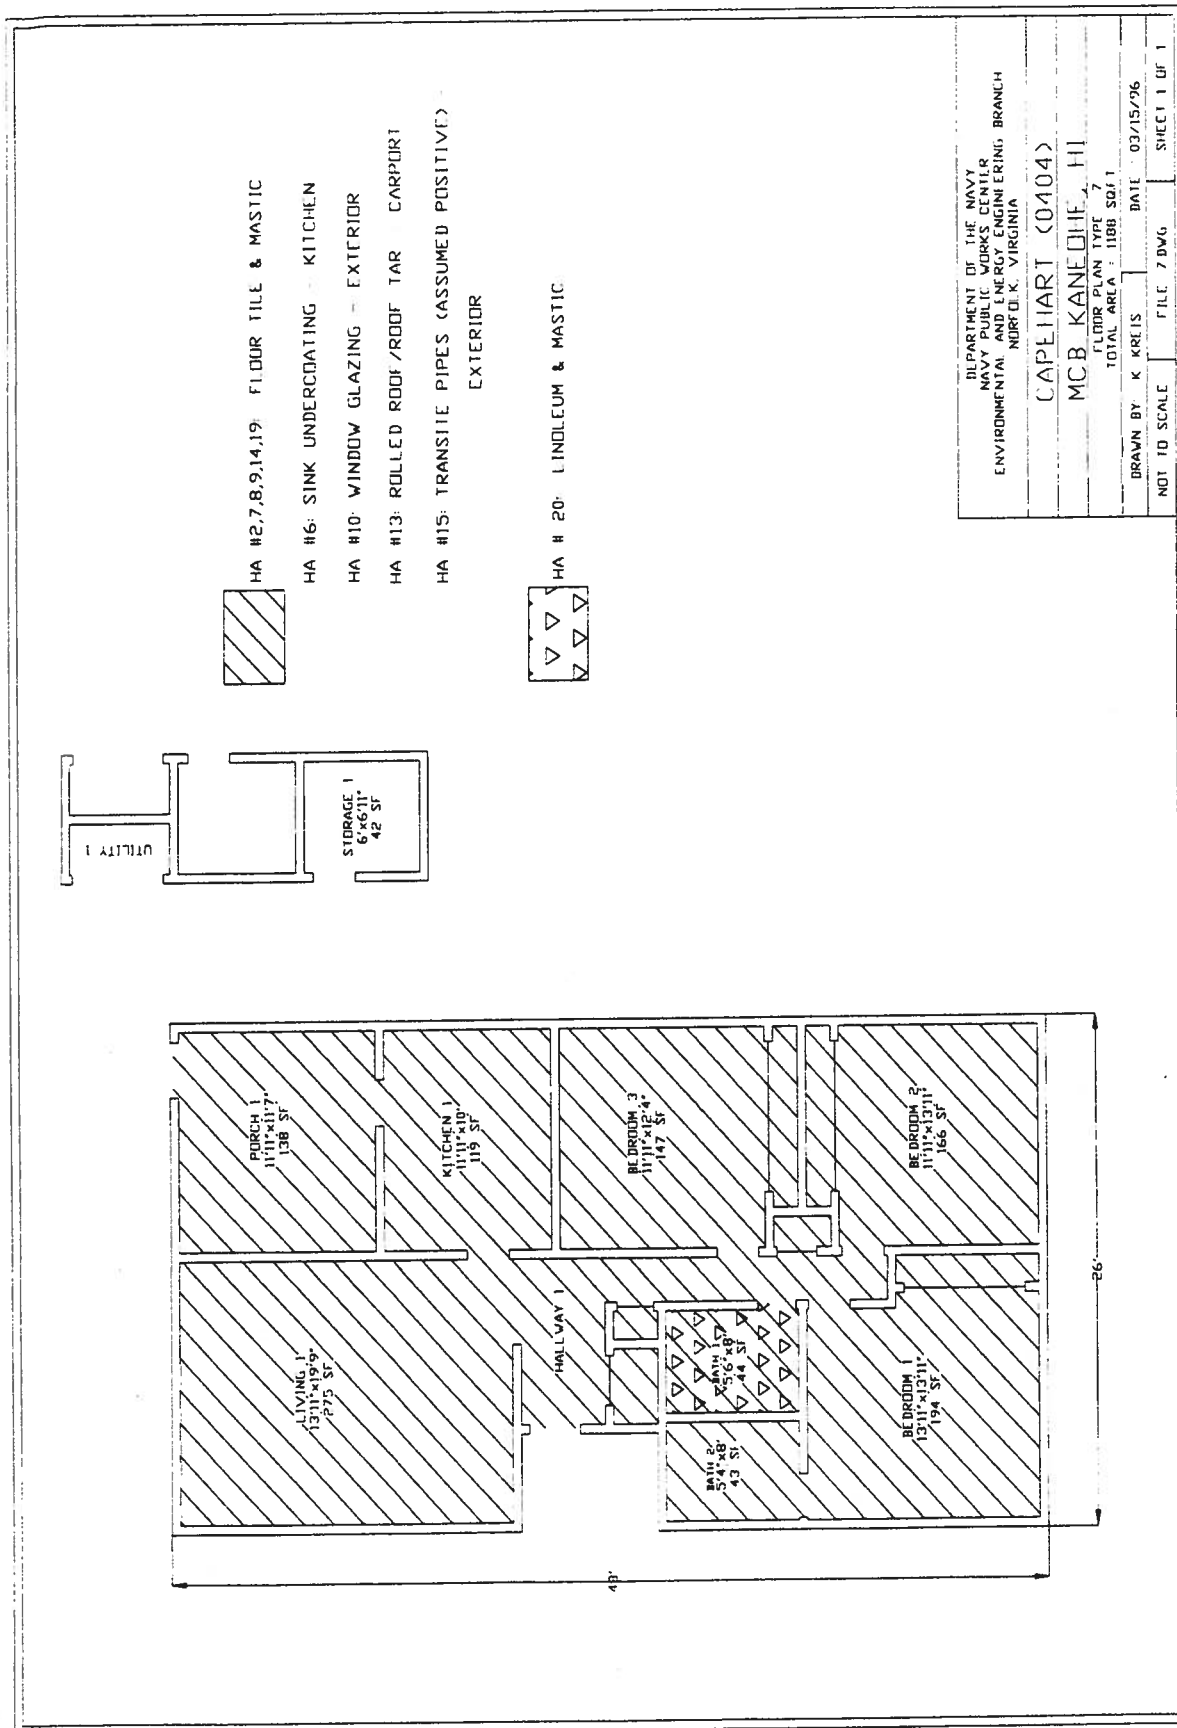 HA #2,7,8,9,14,19: FLOOR TILE & MASTIC
HA #6: SINK UNDERCOATING - KITCHEN
HA #10: WINDOW GLAZING - EXTERIOR
HA #13: ROLLED ROOF/ROOF TAR CARPORT
HA #15: TRANSITE PIPES (ASSUMED POSITIVE) -
EXTERIOR
HA # 20: LINOLEUM & MASTIC
UTILITY 1
STORAGE 1
6'x6'11"
42 SF
PORCH 1
11'11"x11'7"
138 SF
KITCHEN 1
11'11"x10'
119 SF
BEDROOM 3
11'11"x12'4"
147 SF
BEDROOM 2
11'11"x13'11"
166 SF
LIVING 1
13'11"x19'9"
275 SF
HALLWAY 1
BATH 1
5'6"x8'
44 SF
BATH 2
5'4"x8'
43 SF
BEDROOM 1
13'11"x13'11"
194 SF
26'
48'
DEPARTMENT OF THE NAVY
NAVY PUBLIC WORKS CENTER
ENVIRONMENTAL AND ENERGY ENGINEERING BRANCH
NORFOLK, VIRGINIA
CAPEHART (0404)
MCB KANEOHE, HI
FLOOR PLAN TYPE 7
TOTAL AREA = 1188 SQ.FT
DRAWN BY: K KREIS
DATE 03/15/96
NOT TO SCALE
FILE 7.DWG
SHEET 1 OF 1